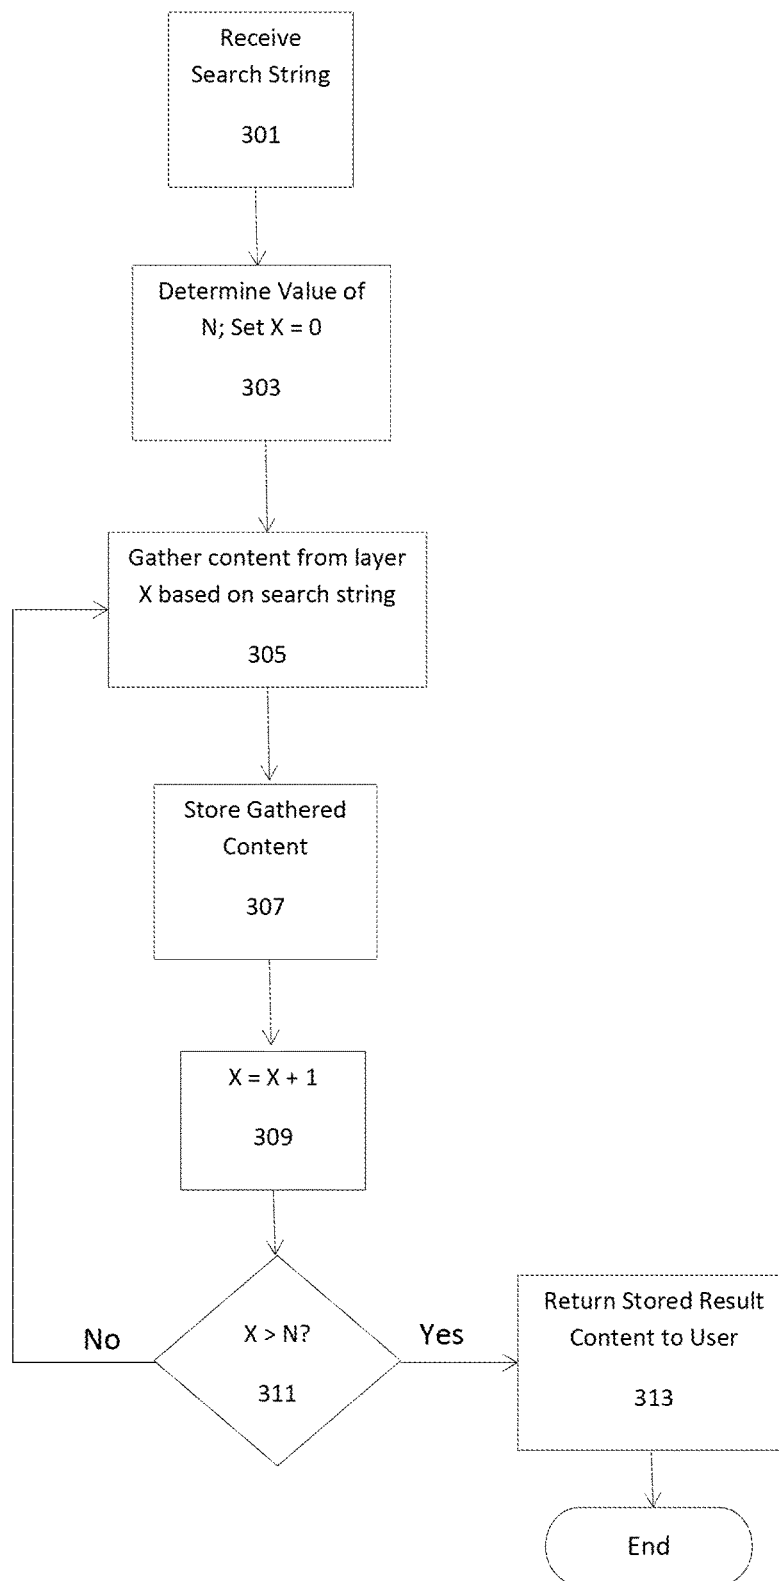 Receive
Search String
301
Determine Value of
N; Set X = 0
303
Gather content from layer
X based on search string
305
Store Gathered
Content
307
X = X + 1
309
X > N?
311
No
Yes
Return Stored Result
Content to User
313
End